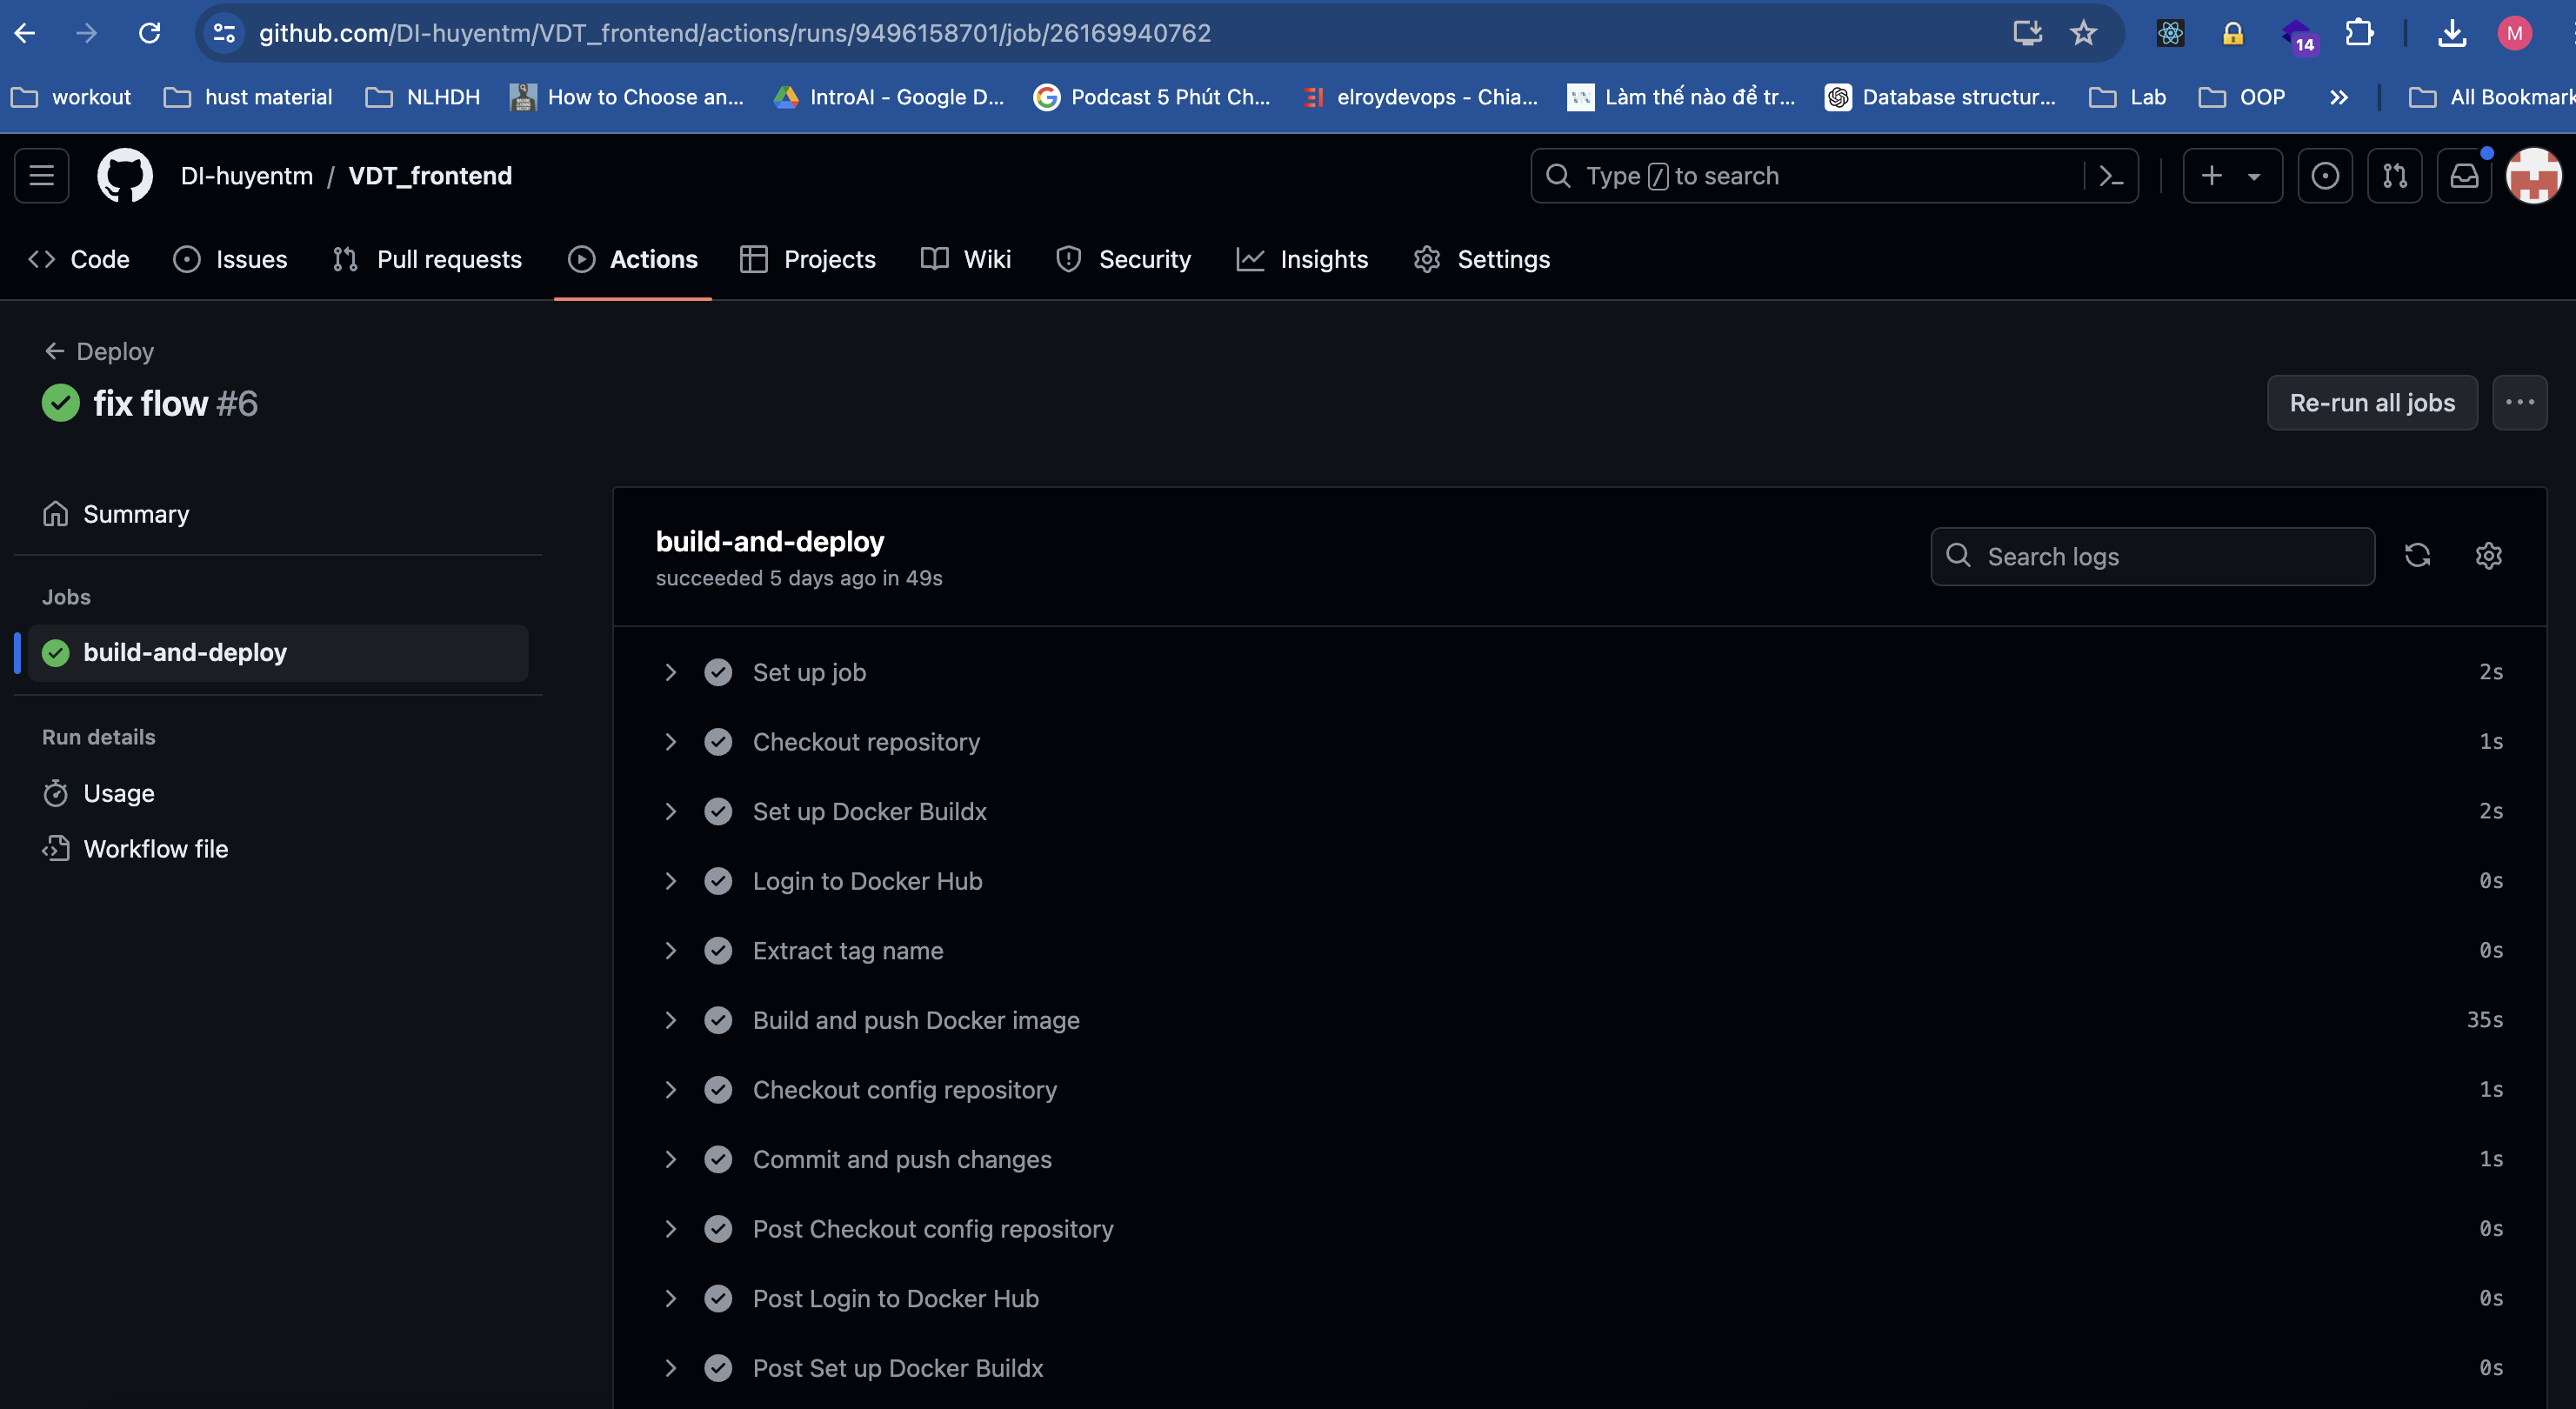 github.com/DI-huyentm/VDT_frontend/actions/runs/9496158701/job/26169940762
14
M
workout hust material NLHDH How to Choose an... IntroAI - Google D... Podcast 5 Phút Ch... elroydevops - Chia... Làm thế nào để tr... Database structur... Lab OOP » All Bookmark
DI-huyentm / VDT_frontend
Type / to search
Code Issues Pull requests Actions Projects Wiki Security Insights Settings
Deploy
fix flow #6
Re-run all jobs
Summary
Jobs
build-and-deploy
Run details
Usage
Workflow file
build-and-deploy
succeeded 5 days ago in 49s
Search logs
Set up job 2s
Checkout repository 1s
Set up Docker Buildx 2s
Login to Docker Hub 0s
Extract tag name 0s
Build and push Docker image 35s
Checkout config repository 1s
Commit and push changes 1s
Post Checkout config repository 0s
Post Login to Docker Hub 0s
Post Set up Docker Buildx 0s